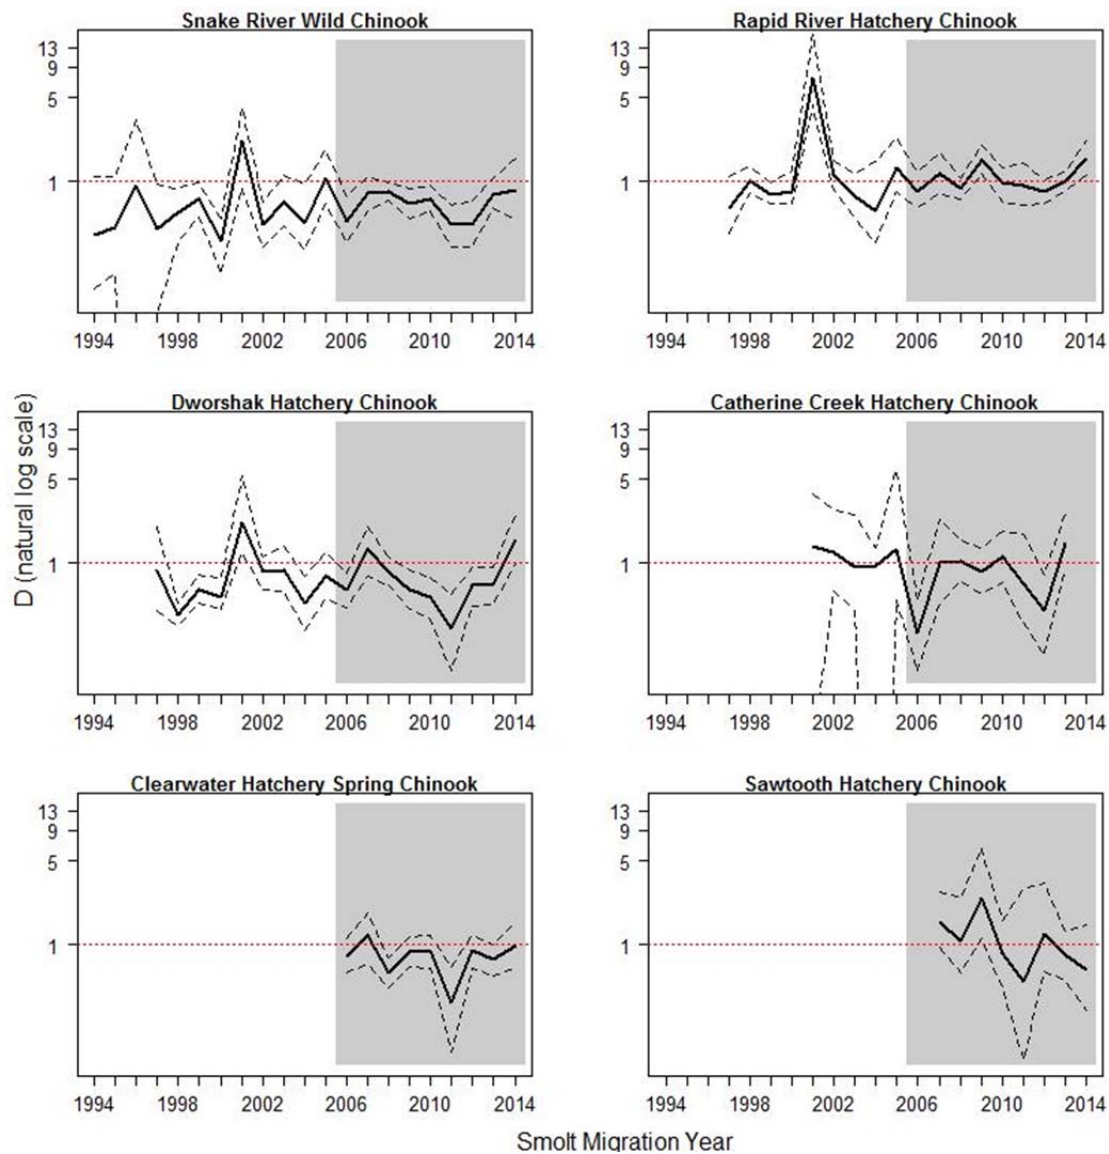 Snake River Wild Chinook
13
9
5
1
1994 1998 2002 2006 2010 2014
Rapid River Hatchery Chinook
13
9
5
1
1994 1998 2002 2006 2010 2014
D (natural log scale)
Dworshak Hatchery Chinook
13
9
5
1
1994 1998 2002 2006 2010 2014
Catherine Creek Hatchery Chinook
13
9
5
1
1994 1998 2002 2006 2010 2014
Clearwater Hatchery Spring Chinook
13
9
5
1
1994 1998 2002 2006 2010 2014
Sawtooth Hatchery Chinook
13
9
5
1
1994 1998 2002 2006 2010 2014
Smolt Migration Year